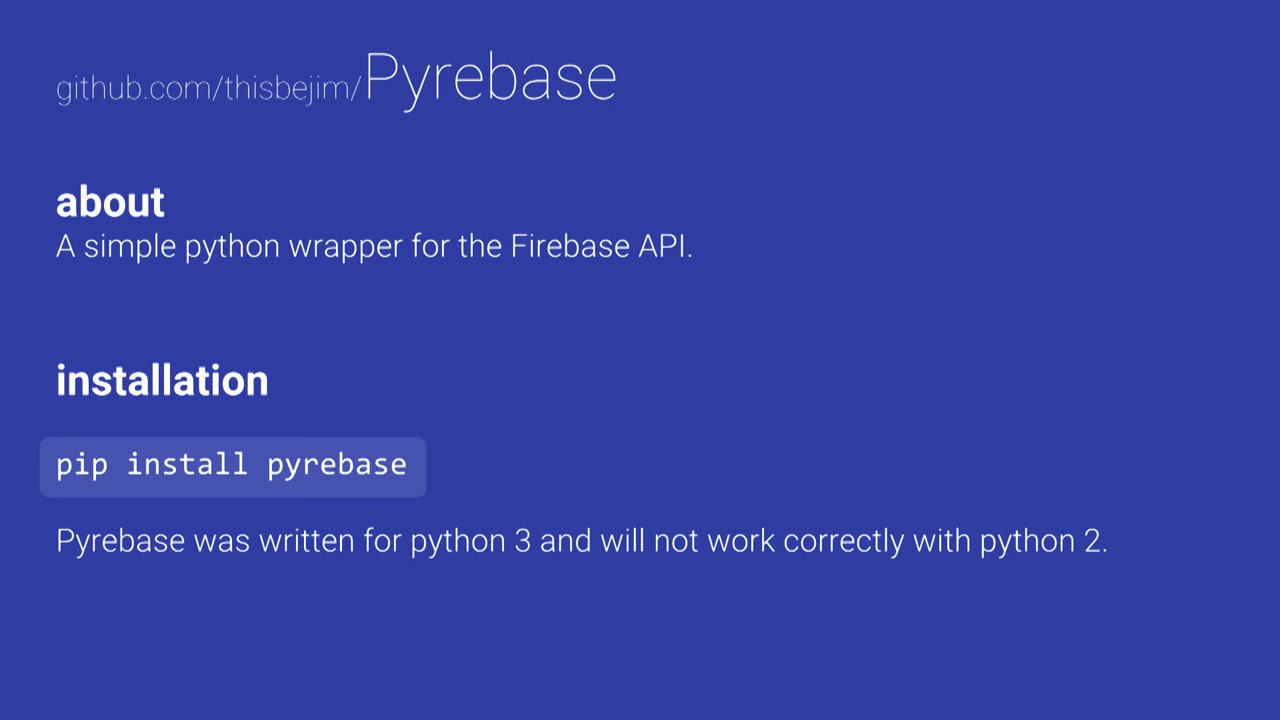 github.com/thisbejim/Pyrebase
about
A simple python wrapper for the Firebase API.
installation
pip install pyrebase
Pyrebase was written for python 3 and will not work correctly with python 2.